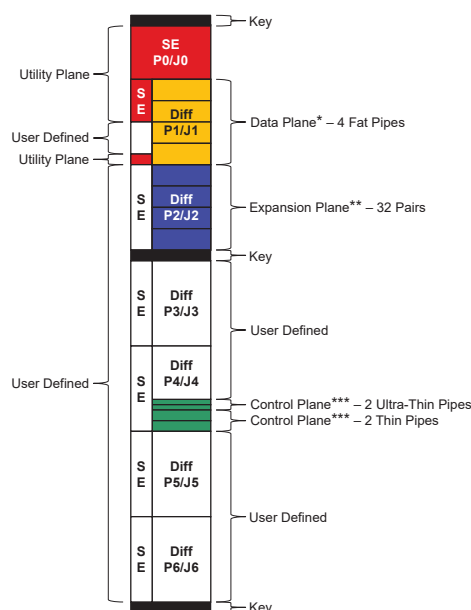 Key
SE
P0/J0
Utility Plane
S
E
Diff
P1/J1
Data Plane* – 4 Fat Pipes
User Defined
Utility Plane
S
E
Diff
P2/J2
Expansion Plane** – 32 Pairs
Key
S
E
Diff
P3/J3
User Defined
User Defined
S
E
Diff
P4/J4
Control Plane*** – 2 Ultra-Thin Pipes
Control Plane*** – 2 Thin Pipes
S
E
Diff
P5/J5
User Defined
S
E
Diff
P6/J6
Key